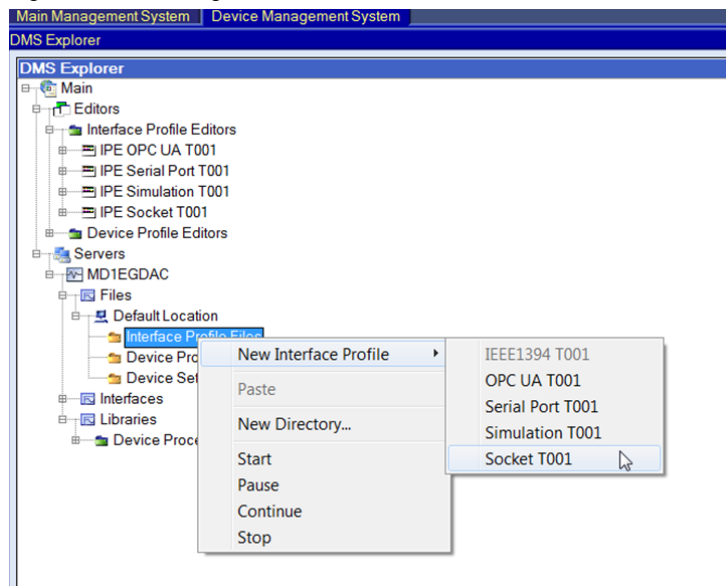 Main Management System Device Management System
DMS Explorer
DMS Explorer
Main
Editors
Interface Profile Editors
IPE OPC UA T001
IPE Serial Port T001
IPE Simulation T001
IPE Socket T001
Device Profile Editors
Servers
MD1EGDAC
Files
Default Location
Interface Profile Files
Device Pro
Device Set
Interfaces
Libraries
Device Proce
New Interface Profile
Paste
New Directory...
Start
Pause
Continue
Stop
IEEE1394 T001
OPC UA T001
Serial Port T001
Simulation T001
Socket T001